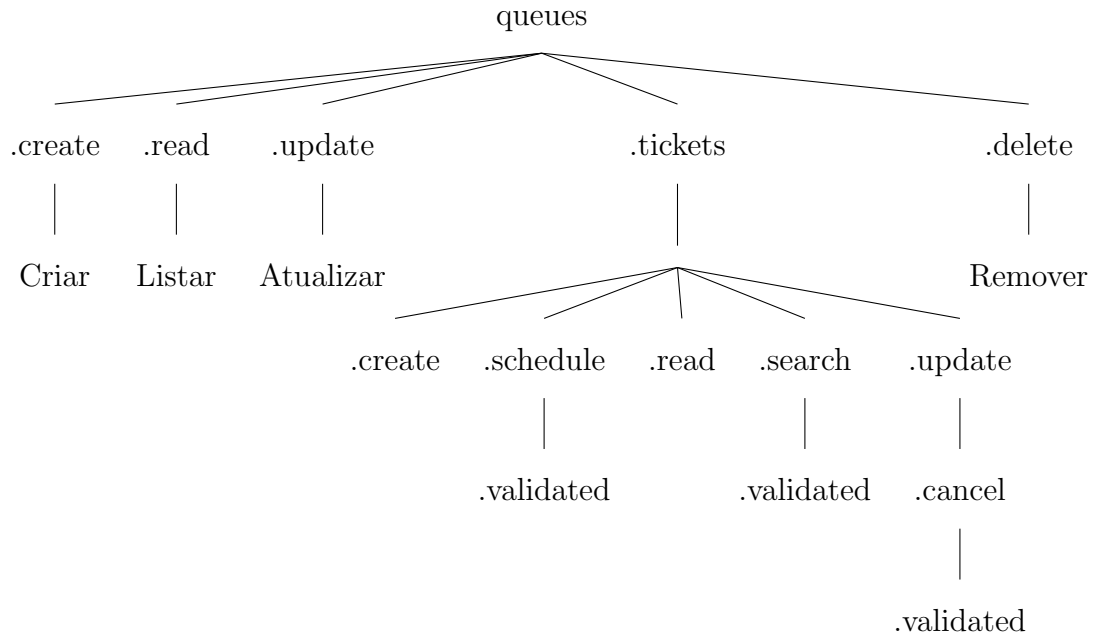 queues
.create .read .update .tickets .delete
Criar Listar Atualizar Remover
.create .schedule .read .search .update
.validated .validated .cancel
.validated